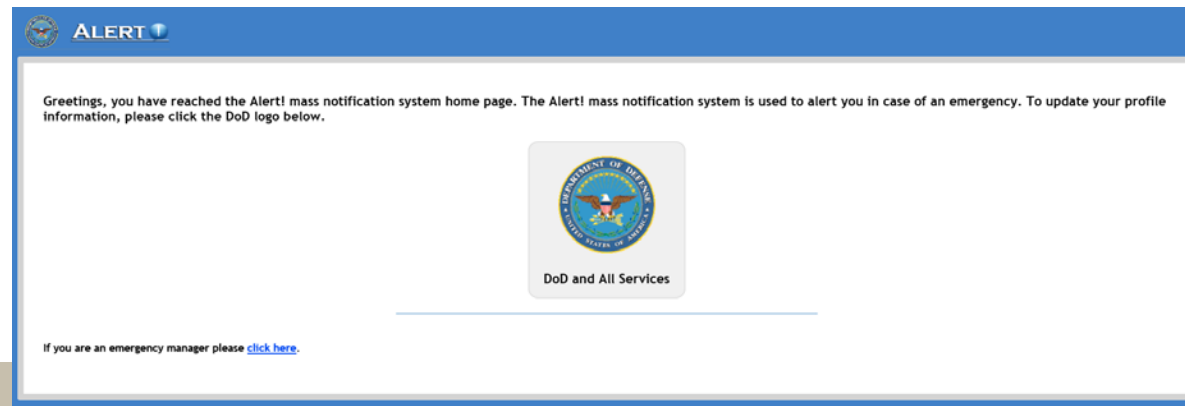 ALERT!
Greetings, you have reached the Alert! mass notification system home page. The Alert! mass notification system is used to alert you in case of an emergency. To update your profile
information, please click the DoD logo below.
DEPARTMENT OF DEFENSE
UNITED STATES OF AMERICA
DoD and All Services
If you are an emergency manager please click here.